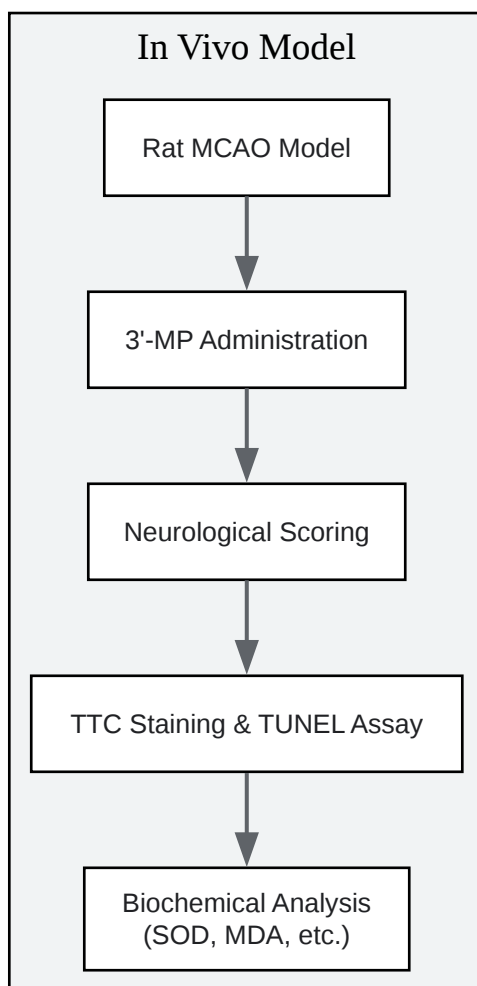 In Vivo Model
Rat MCAO Model
3'-MP Administration
Neurological Scoring
TTC Staining & TUNEL Assay
Biochemical Analysis
(SOD, MDA, etc.)